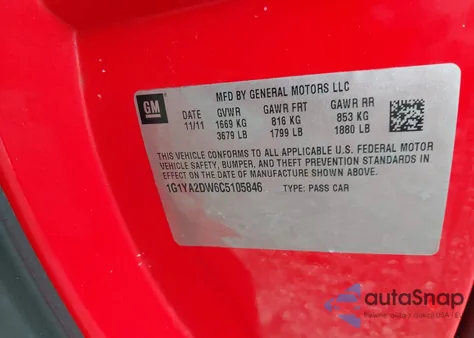 GM
MFD BY GENERAL MOTORS LLC
DATE GVWR GAWR FRT GAWR RR
11/11 1669 KG 816 KG 853 KG
3679 LB 1799 LB 1880 LB
THIS VEHICLE CONFORMS TO ALL APPLICABLE U.S. FEDERAL MOTOR
VEHICLE SAFETY, BUMPER, AND THEFT PREVENTION STANDARDS IN
EFFECT ON THE DATE OF MANUFACTURE SHOWN ABOVE.
1G1YA2DW6C5105846 TYPE: PASS CAR
autaSnap